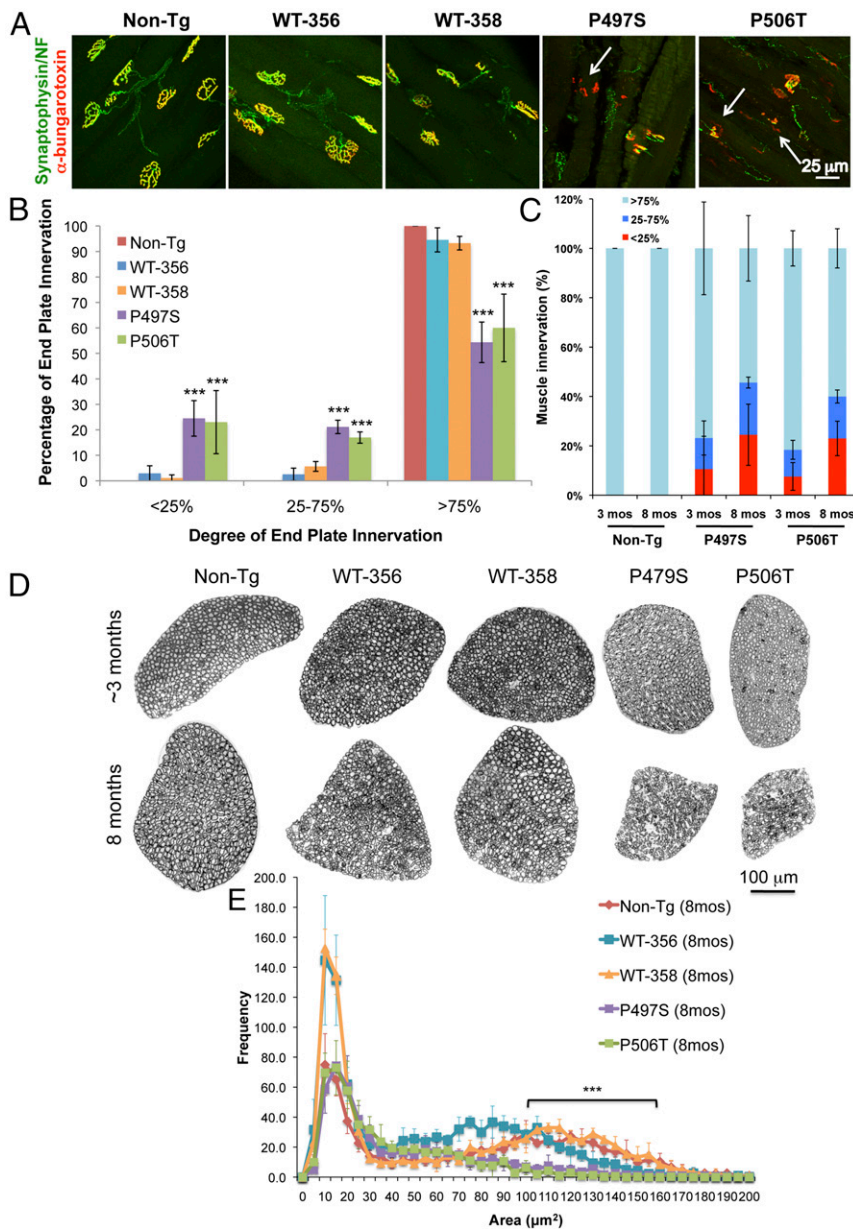 A
Non-Tg WT-356 WT-358 P497S P506T
Synaptophysin/NF
α-bungarotoxin
25 μm
B
Percentage of End Plate Innervation
100
90
80
70
60
50
40
30
20
10
0
Non-Tg
WT-356
WT-358
P497S
P506T
*** ***
*** ***
*** ***
<25% 25-75% >75%
Degree of End Plate Innervation
C
>75%
25-75%
<25%
Muscle innervation (%)
120%
100%
80%
60%
40%
20%
0%
3 mos 8 mos 3 mos 8 mos 3 mos 8 mos
Non-Tg P497S P506T
D
Non-Tg WT-356 WT-358 P479S P506T
~3 months
8 months
100 μm
E
Frequency
200.0
180.0
160.0
140.0
120.0
100.0
80.0
60.0
40.0
20.0
0.0
Non-Tg (8mos)
WT-356 (8mos)
WT-358 (8mos)
P497S (8mos)
P506T (8mos)
***
0 10 20 30 40 50 60 70 80 90 100 110 120 130 140 150 160 170 180 190 200
Area (μm²)